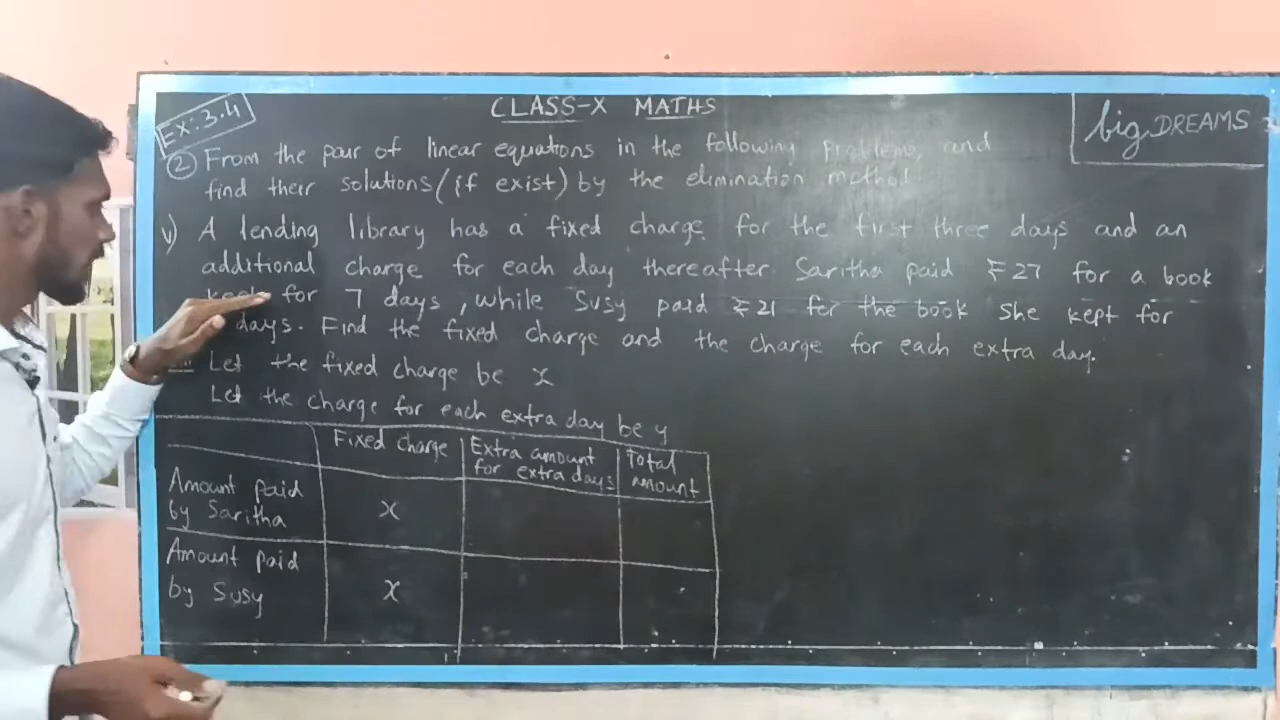 CLASS-X MATHS
EX:3.4
big DREAMS
② From the pair of linear equations in the following problems, and
find their solutions (if exist) by the elimination method.
v) A lending library has a fixed charge for the first three days and an
additional charge for each day thereafter. Saritha paid ₹27 for a book
for 7 days, while Susy paid ₹21 for the book she kept for
days. Find the fixed charge and the charge for each extra day.
Let the fixed charge be x
Let the charge for each extra day be y
Fixed charge Extra amount for extra days Total amount
Amount paid by Saritha x
Amount paid by Susy x